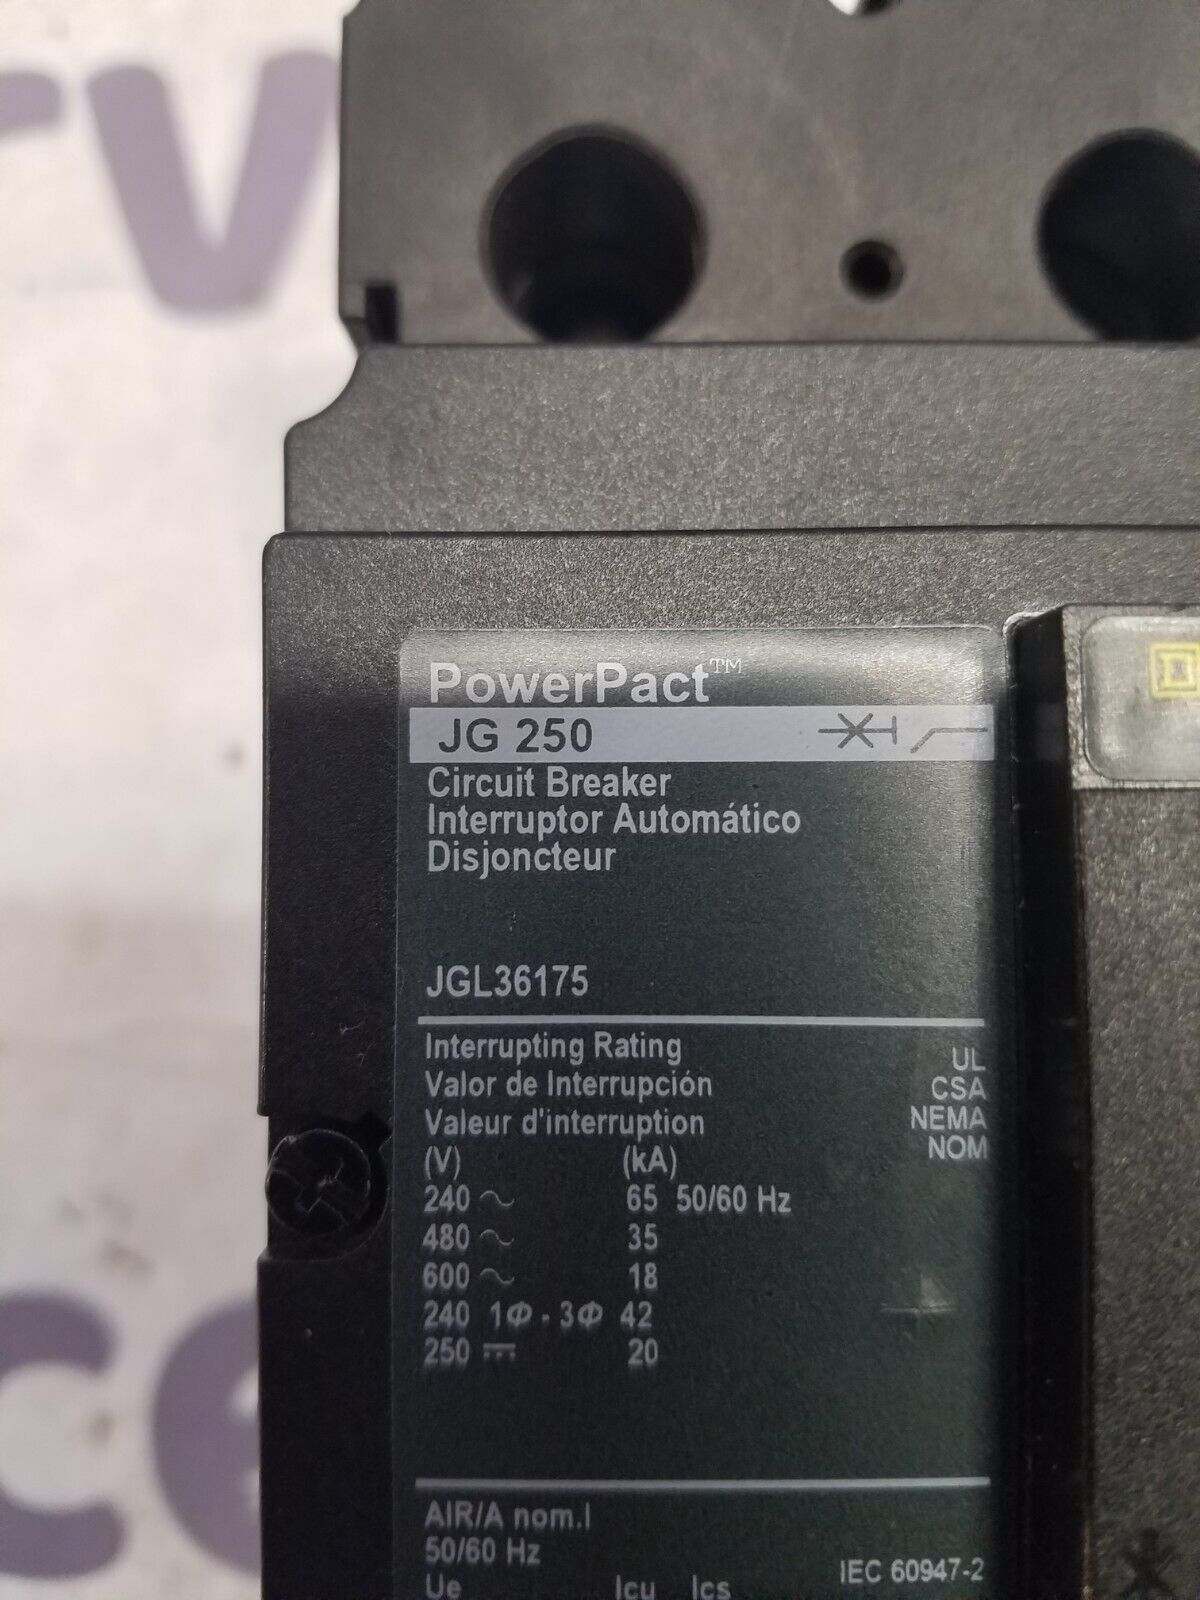 rv
PowerPact™
JG 250
Circuit Breaker
Interruptor Automático
Disjoncteur
JGL36175
Interrupting Rating
Valor de Interrupción
Valeur d'interruption
UL
CSA
NEMA
NOM
(V) (kA)
240 ~ 65 50/60 Hz
480 ~ 35
600 ~ 18
240 1Φ - 3Φ 42
250 ⎓ 20
AIR/A nom.I
50/60 Hz
IEC 60947-2
Ue Icu Ics
ce